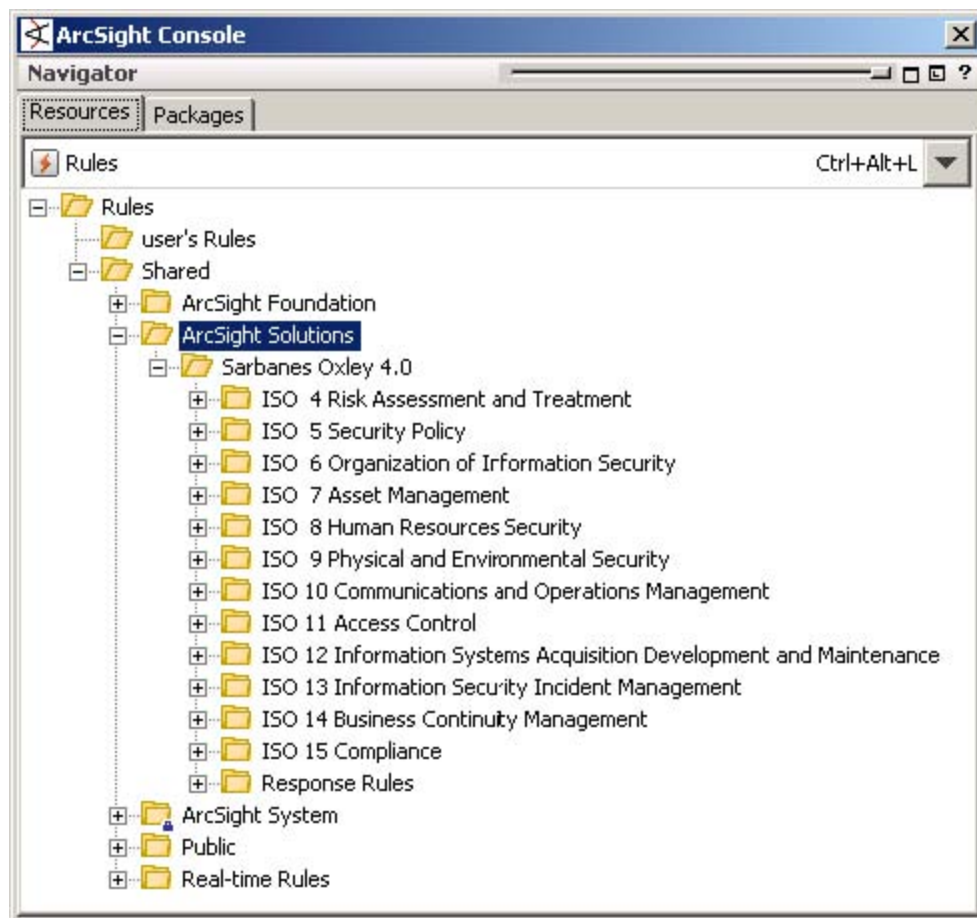 ArcSight Console
Navigator
?
Resources Packages
Rules Ctrl+Alt+L
Rules
user's Rules
Shared
ArcSight Foundation
ArcSight Solutions
Sarbanes Oxley 4.0
ISO 4 Risk Assessment and Treatment
ISO 5 Security Policy
ISO 6 Organization of Information Security
ISO 7 Asset Management
ISO 8 Human Resources Security
ISO 9 Physical and Environmental Security
ISO 10 Communications and Operations Management
ISO 11 Access Control
ISO 12 Information Systems Acquisition Development and Maintenance
ISO 13 Information Security Incident Management
ISO 14 Business Continuity Management
ISO 15 Compliance
Response Rules
ArcSight System
Public
Real-time Rules